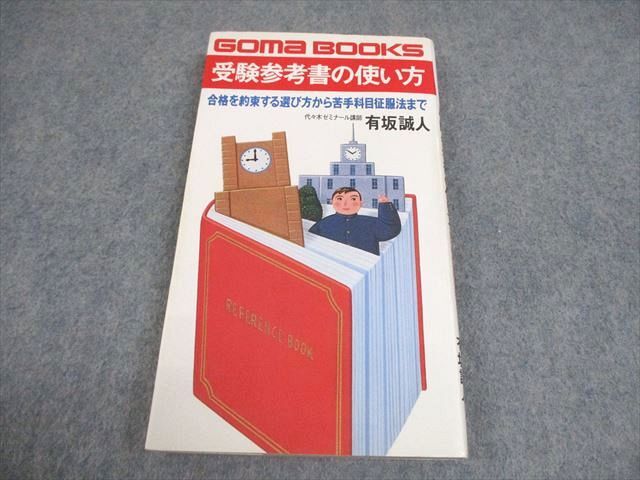 GOMA BOOKS
受験参考書の使い方
合格を約束する選び方から苦手科目征服法まで
代々木ゼミナール講師 有坂誠人
REFERENCE BOOK